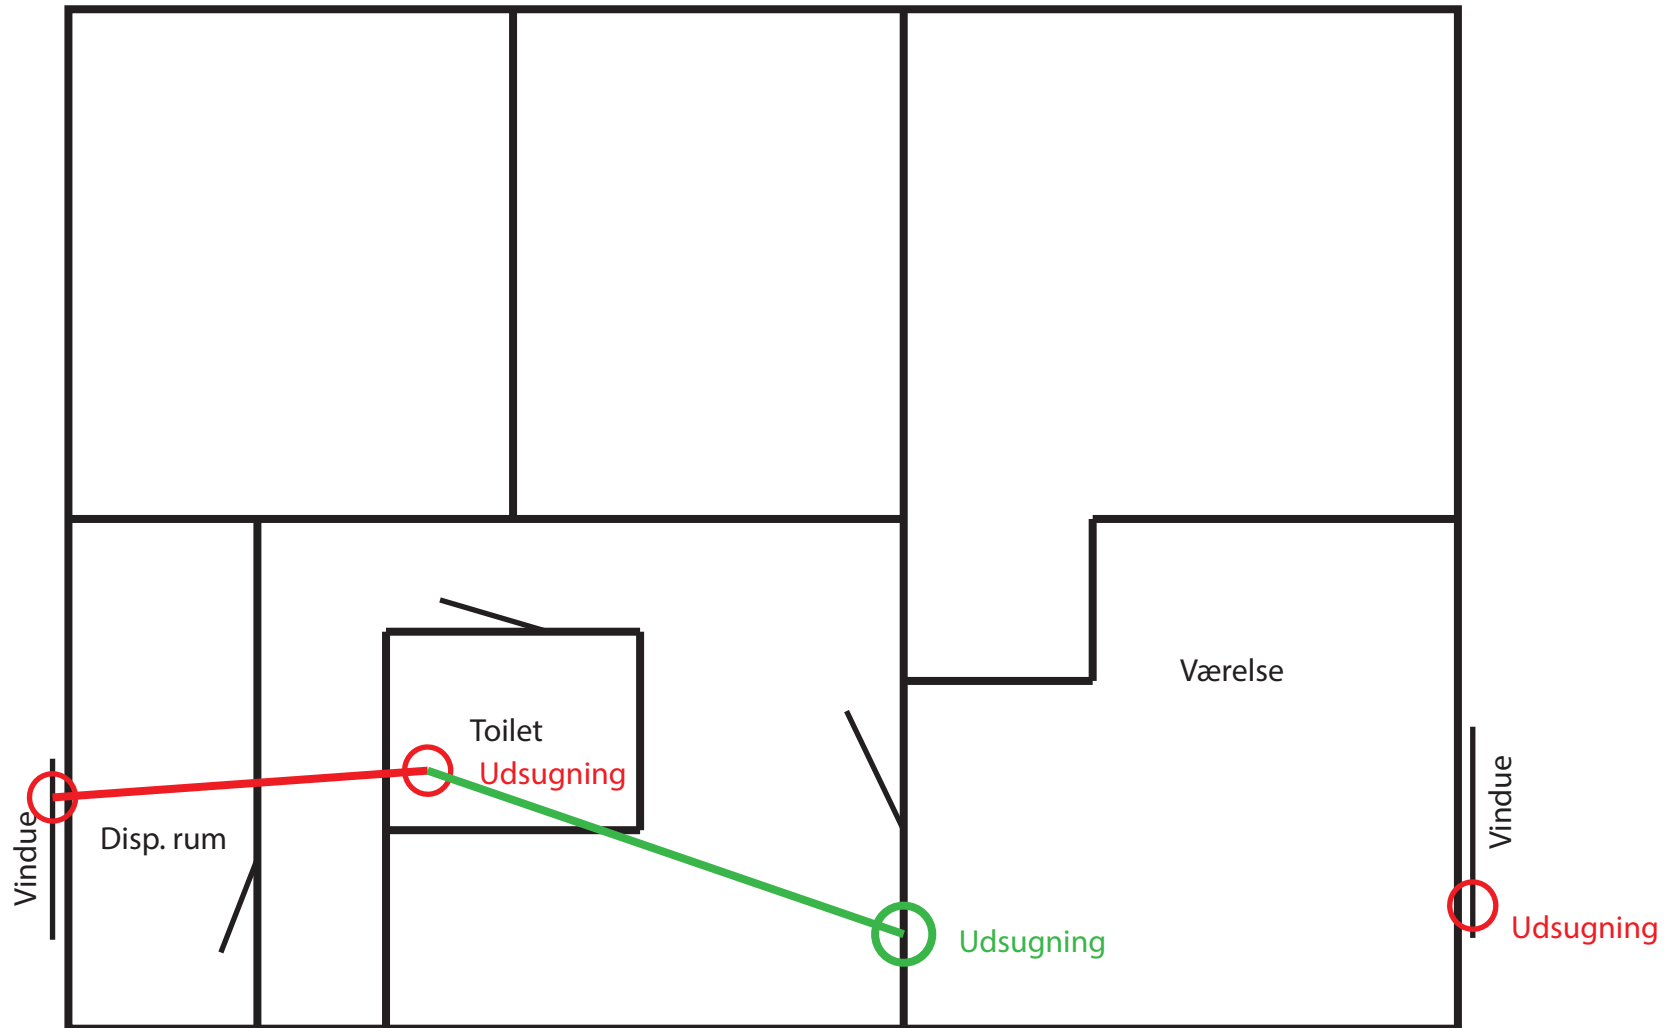 Værelse
Toilet
Udsugning
Vindue
Disp. rum
Vindue
Udsugning
Udsugning